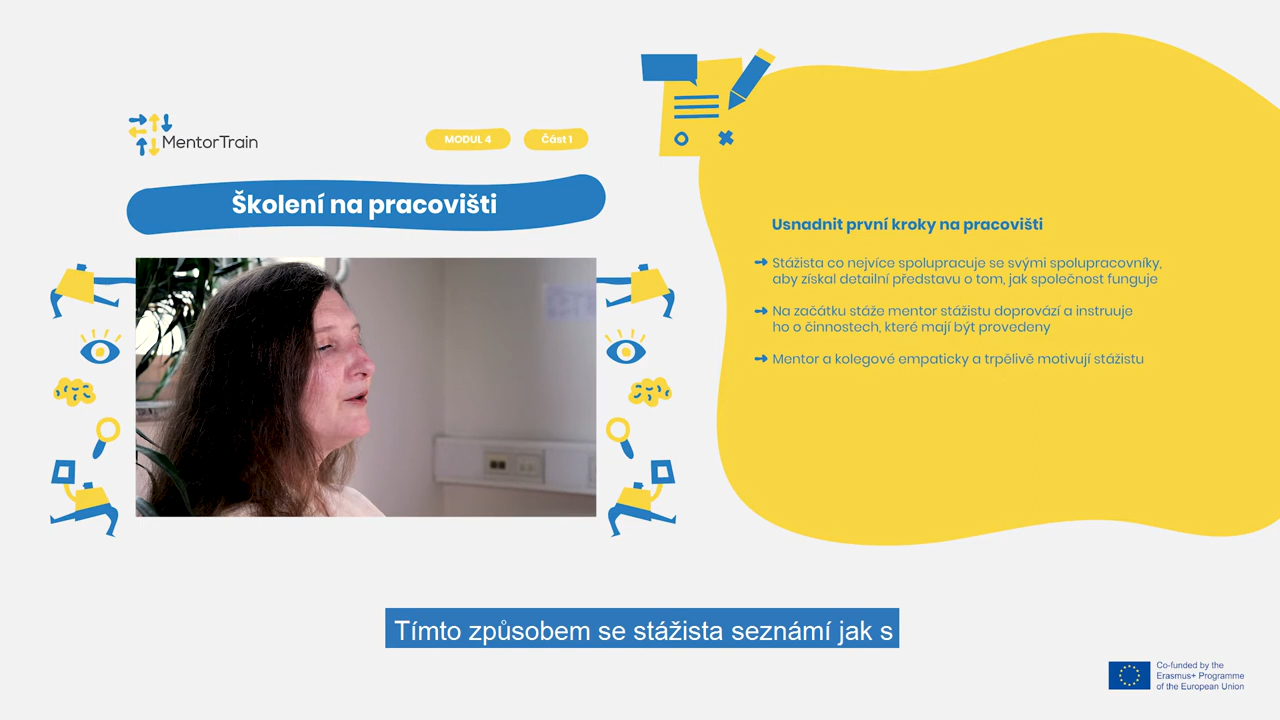 MentorTrain
MODUL 4
Část 1
Školení na pracovišti
Usnadnit první kroky na pracovišti
Stážista co nejvíce spolupracuje se svými spolupracovníky,
aby získal detailní představu o tom, jak společnost funguje
Na začátku stáže mentor stážistu doprovází a instruuje
ho o činnostech, které mají být provedeny
Mentor a kolegové empaticky a trpělivě motivují stážistu
Tímto způsobem se stážista seznámí jak s
Co-funded by the
Erasmus+ Programme
of the European Union